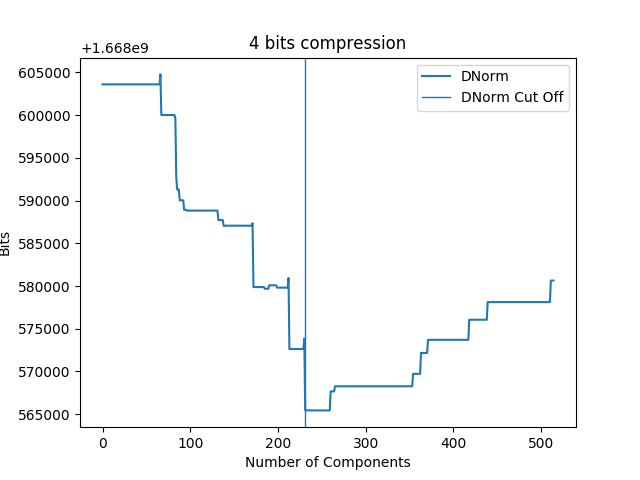 4 bits compression
+1.668e9
DNorm
DNorm Cut Off
605000
600000
595000
590000
585000
580000
575000
570000
565000
Bits
0 100 200 300 400 500
Number of Components